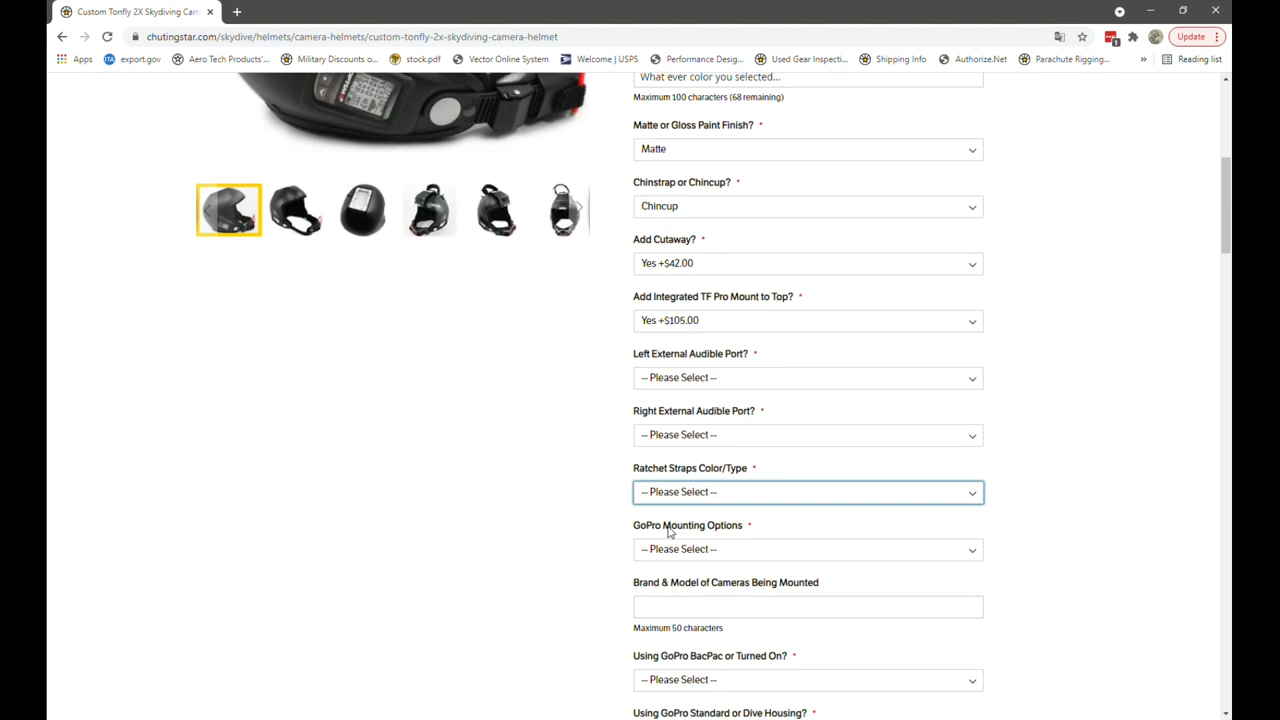 Custom Tonfly 2X Skydiving Cam
chutingstar.com/skydive/helmets/camera-helmets/custom-tonfly-2x-skydiving-camera-helmet
1
Update
Apps
ITA
export.gov
Aero Tech Products'...
Military Discounts o...
stock.pdf
Vector Online System
Welcome | USPS
Performance Desig...
Used Gear Inspecti...
Shipping Info
Authorize.Net
Parachute Rigging...
»
Reading list
What ever color you selected...
Maximum 100 characters (68 remaining)
Matte or Gloss Paint Finish? *
Matte
Chinstrap or Chincup? *
Chincup
Add Cutaway? *
Yes +$42.00
Add Integrated TF Pro Mount to Top? *
Yes +$105.00
Left External Audible Port? *
-- Please Select --
Right External Audible Port? *
-- Please Select --
Ratchet Straps Color/Type *
-- Please Select --
GoPro Mounting Options *
-- Please Select --
Brand & Model of Cameras Being Mounted
Maximum 50 characters
Using GoPro BacPac or Turned On? *
-- Please Select --
Using GoPro Standard or Dive Housing? *